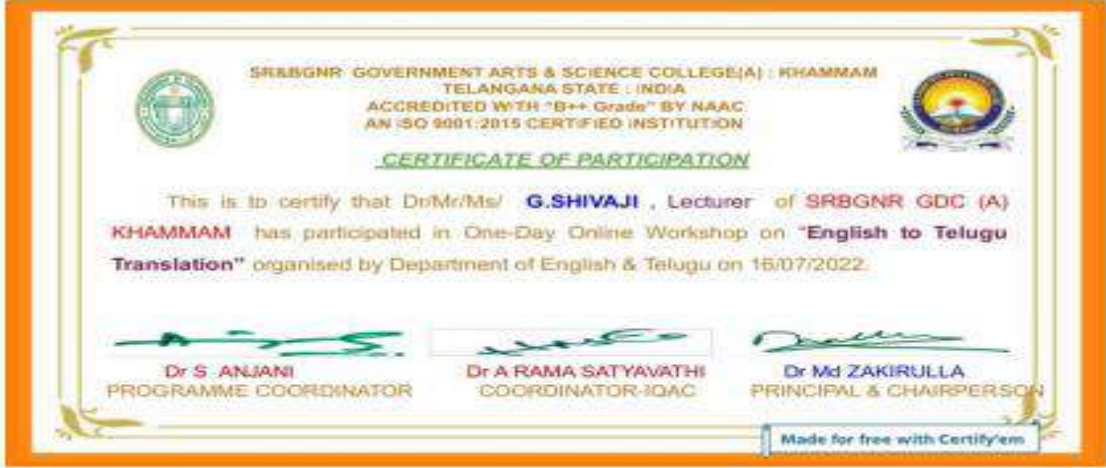 SR&BGNR GOVERNMENT ARTS & SCIENCE COLLEGE(A) : KHAMMAM
TELANGANA STATE : INDIA
ACCREDITED WITH "B++ Grade" BY NAAC
AN ISO 9001:2015 CERTIFIED INSTITUTION
CERTIFICATE OF PARTICIPATION
This is to certify that Dr/Mr/Ms/ G.SHIVAJI , Lecturer of SRBGNR GDC (A)
KHAMMAM has participated in One-Day Online Workshop on "English to Telugu
Translation" organised by Department of English & Telugu on 16/07/2022.
Dr S ANJANI
PROGRAMME COORDINATOR
Dr A RAMA SATYAVATHI
COORDINATOR-IQAC
Dr Md ZAKIRULLA
PRINCIPAL & CHAIRPERSON
Made for free with Certify'em